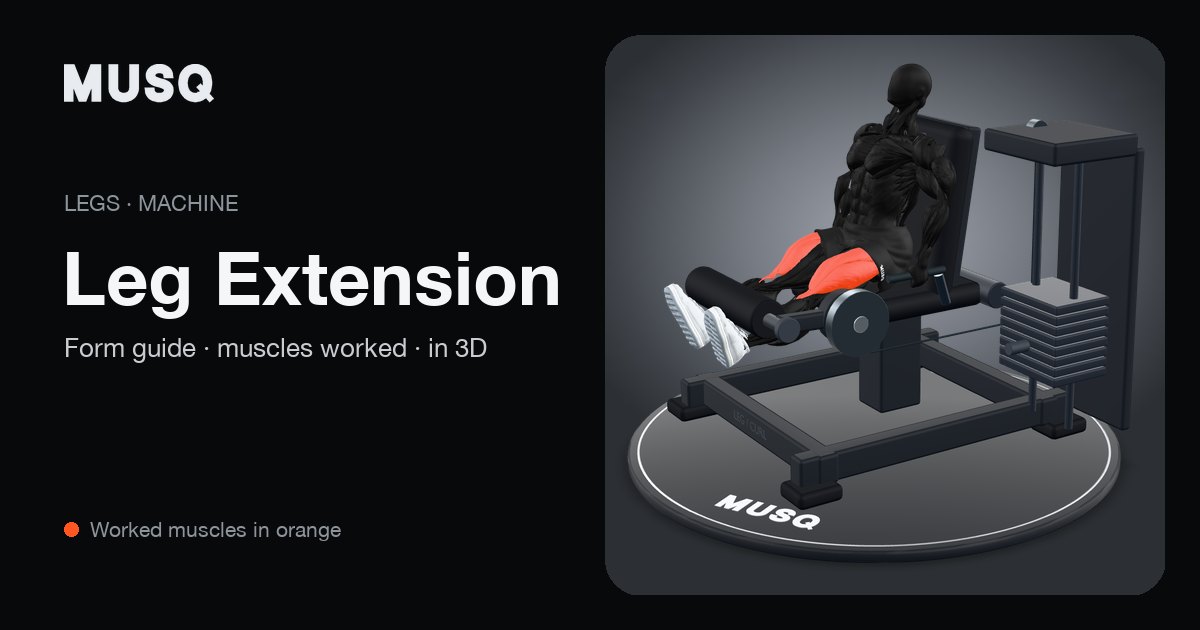 MUSQ
LEGS · MACHINE
Leg Extension
Form guide · muscles worked · in 3D
Worked muscles in orange
MUSQ